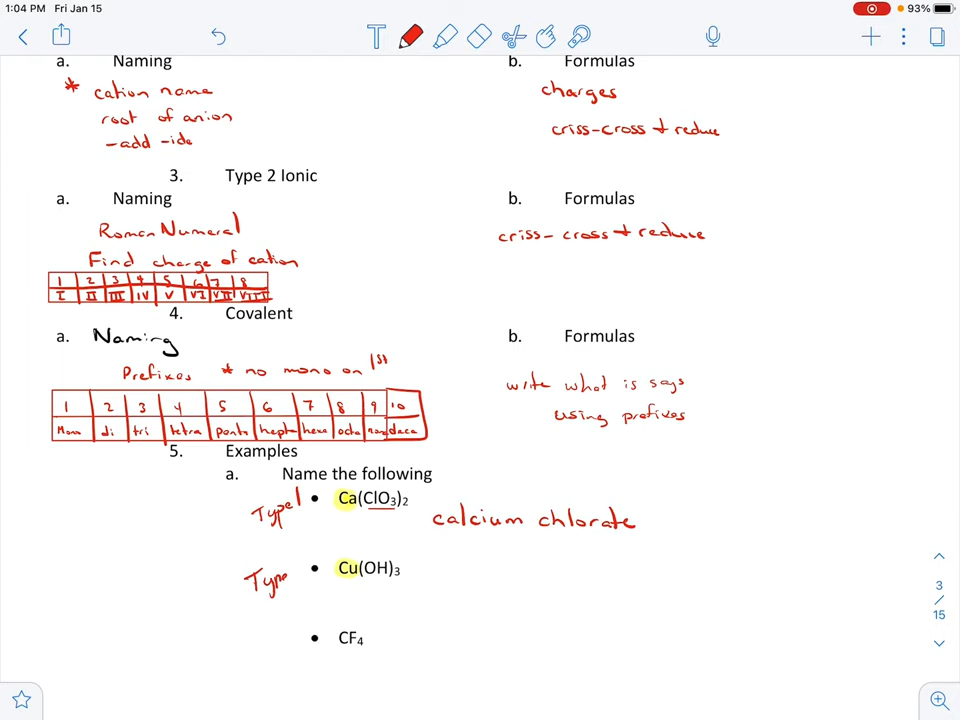 1:04 PM Fri Jan 15 93%
a. Naming b. Formulas
* cation name charges
root of anion criss-cross + reduce
-add -ide
3. Type 2 Ionic
a. Naming b. Formulas
Roman Numeral criss-cross + reduce
Find charge of cation
1 2 3 4 5 6 7 8
I II III IV V VI VII VIII
4. Covalent
a. Naming b. Formulas
Prefixes * no mono on 1st write what is says
using prefixes
1 2 3 4 5 6 7 8 9 10
Mono di tri tetra penta hepta hexa octa nona deca
5. Examples
a. Name the following
Type 1 • Ca(ClO₃)₂ calcium chlorate
Type • Cu(OH)₃
• CF₄
3
/
15